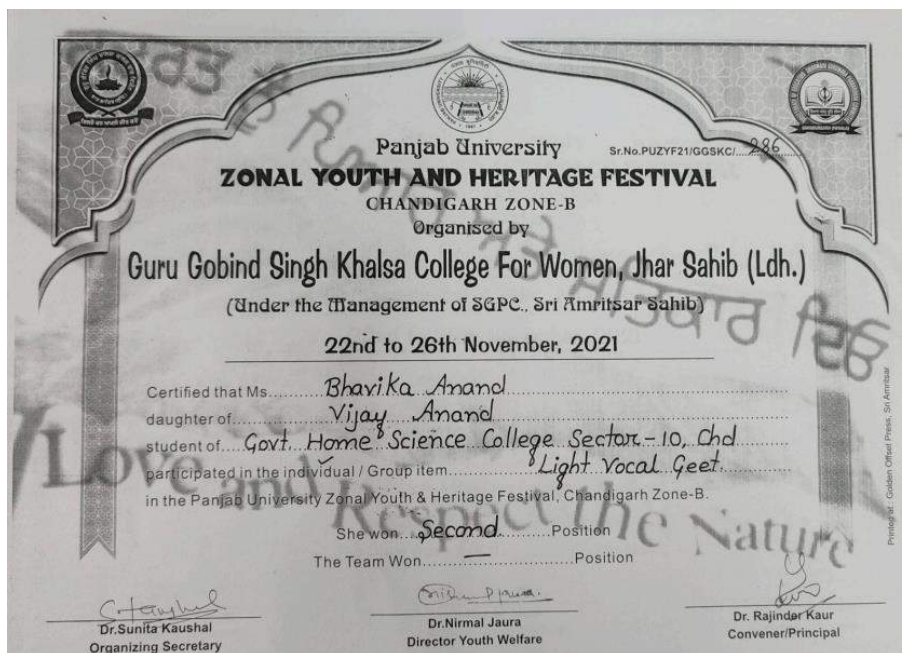 Panjab University
Sr.No.PUZYF21/GGSKC/...286
ZONAL YOUTH AND HERITAGE FESTIVAL
CHANDIGARH ZONE-B
Organised by
Guru Gobind Singh Khalsa College For Women, Jhar Sahib (Ldh.)
(Under the Management of SGPC., Sri Amritsar Sahib)
22nd to 26th November, 2021
Certified that Ms. Bhavika Anand
daughter of Vijay Anand
student of Govt. Home Science College Sector-10, Chd
participated in the individual / Group item Light Vocal Geet.
in the Panjab University Zonal Youth & Heritage Festival, Chandigarh Zone-B.
She won Second Position
The Team Won — Position
Love and Respect the Nature
Dr.Sunita Kaushal
Organizing Secretary
Dr.Nirmal Jaura
Director Youth Welfare
Dr. Rajinder Kaur
Convener/Principal
Printed at : Golden Offset Press, Sri Amritsar